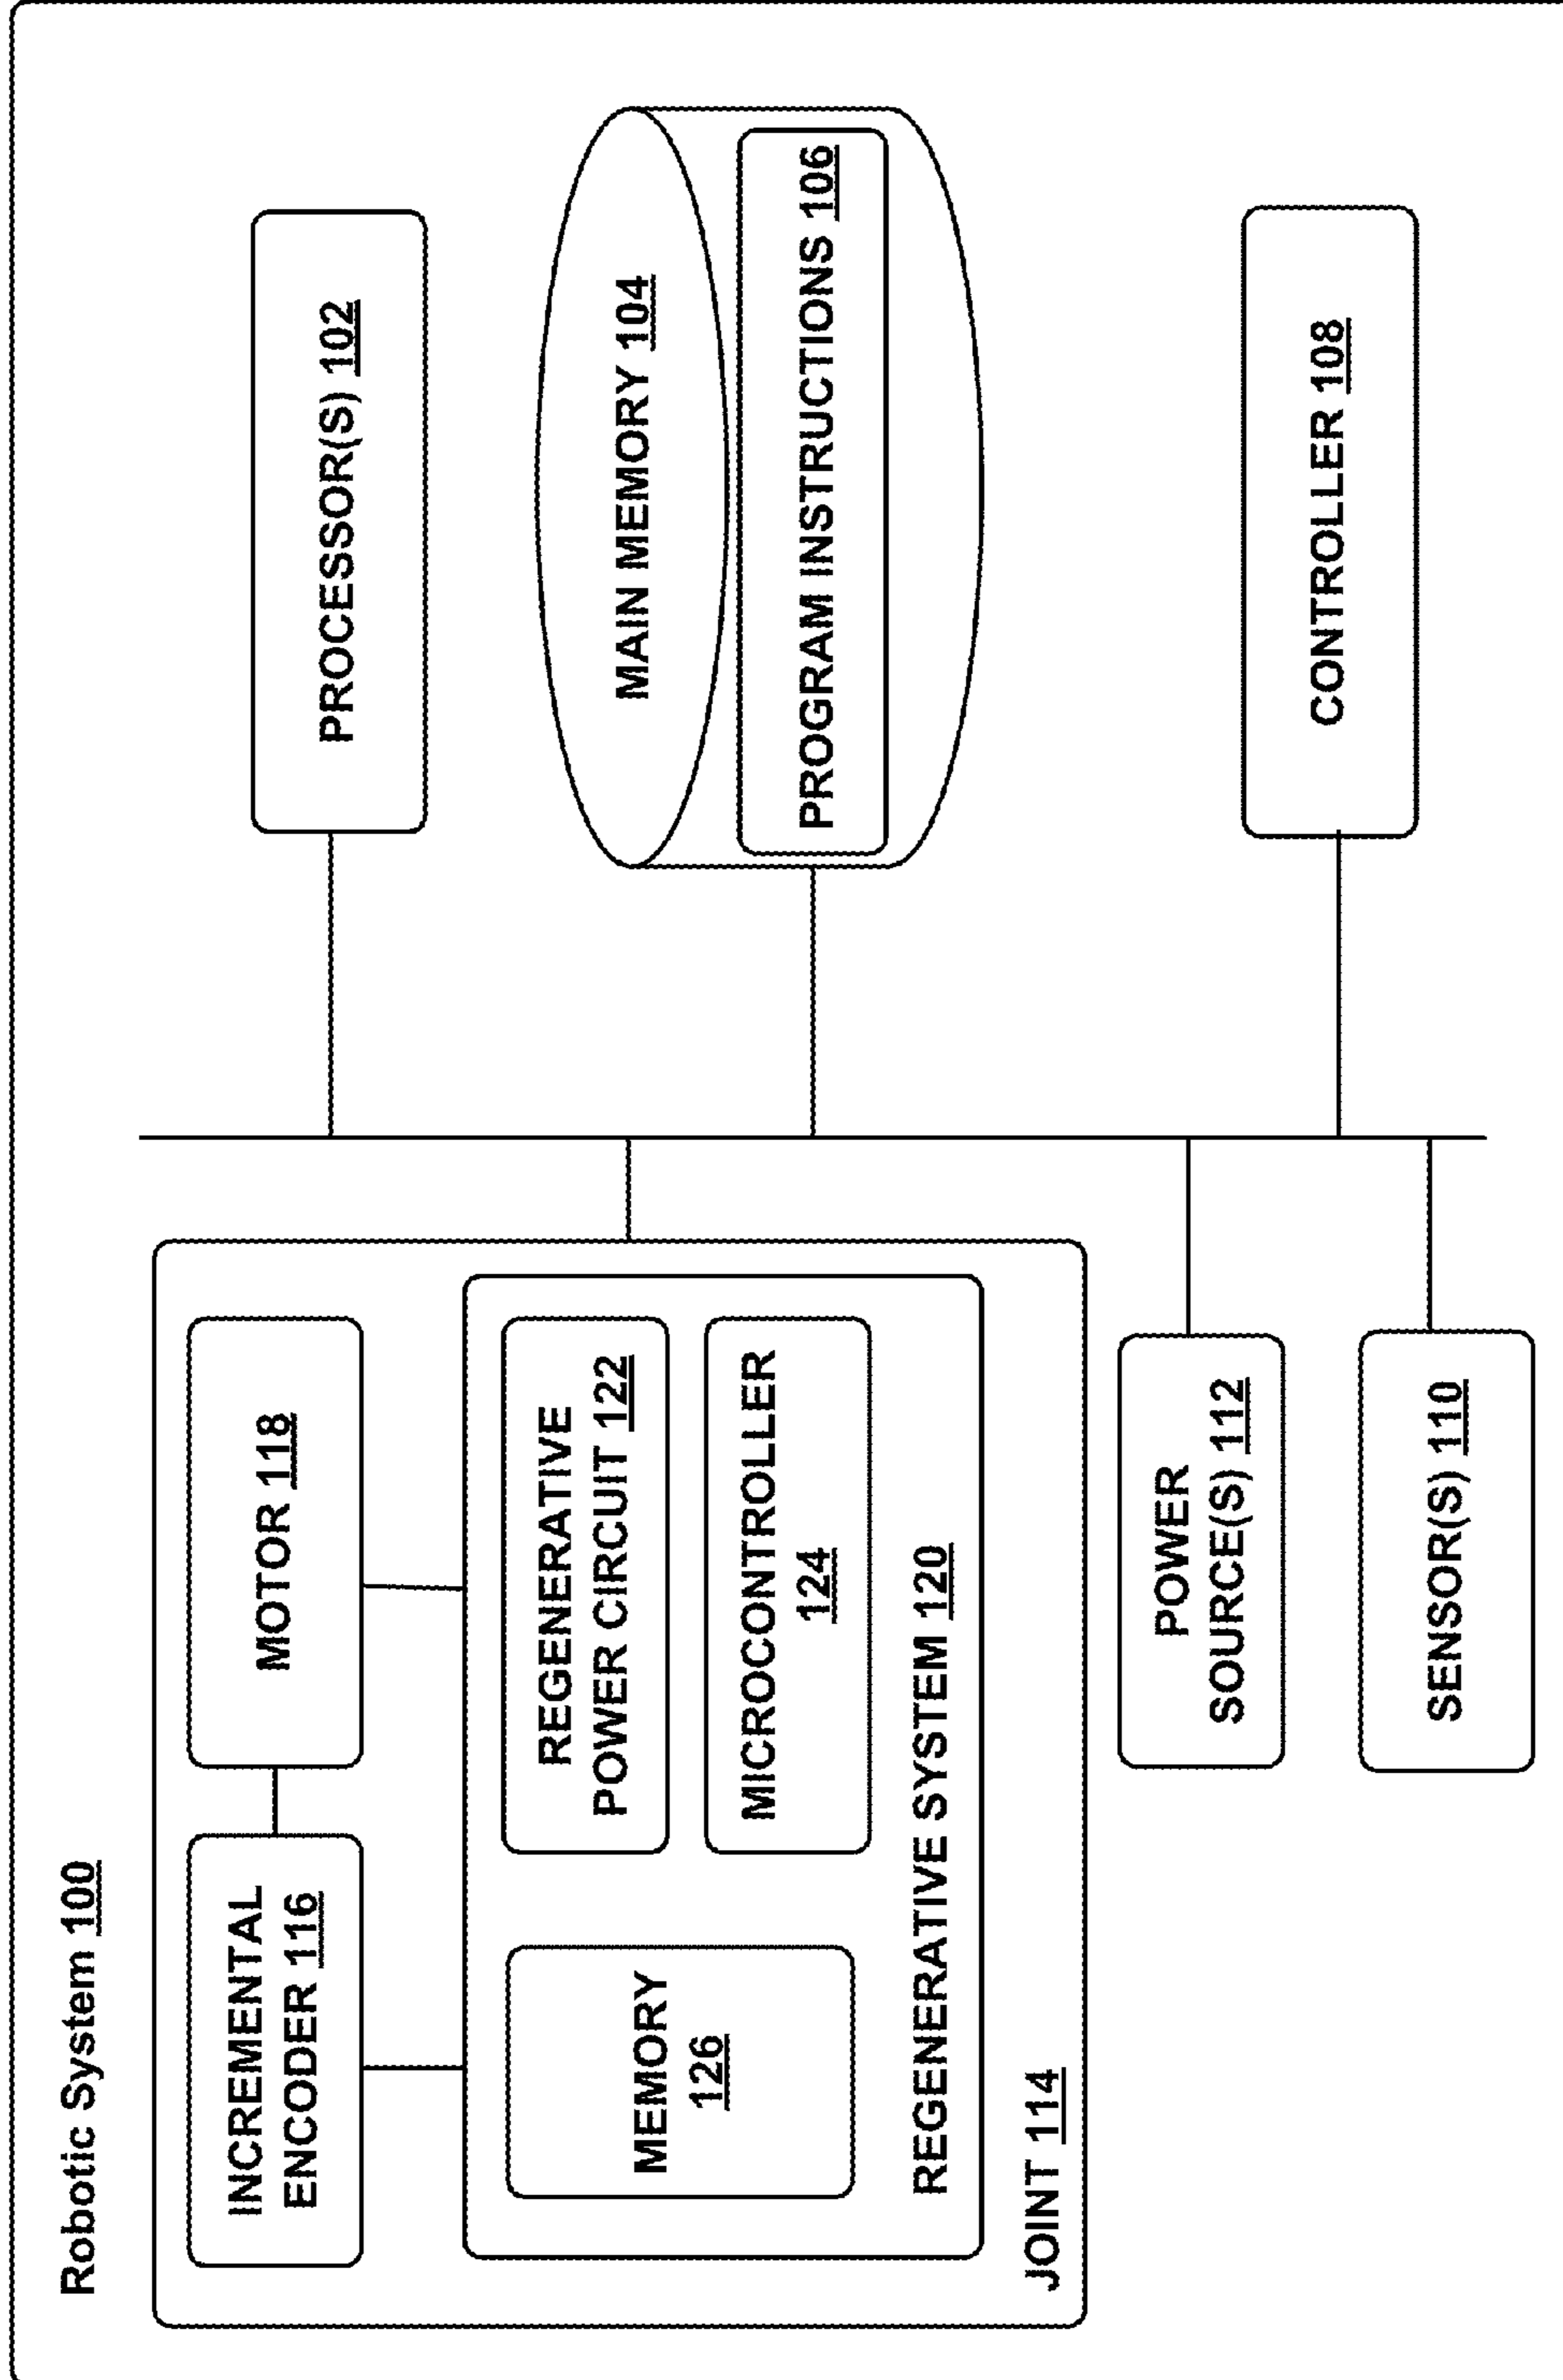 Robotic System 100
INCREMENTAL
ENCODER 116
MOTOR 118
REGENERATIVE
POWER CIRCUIT 122
MEMORY
126
MICROCONTROLLER
124
REGENERATIVE SYSTEM 120
JOINT 114
POWER
SOURCE(S) 112
SENSOR(S) 110
PROCESSOR(S) 102
MAIN MEMORY 104
PROGRAM INSTRUCTIONS 106
CONTROLLER 108